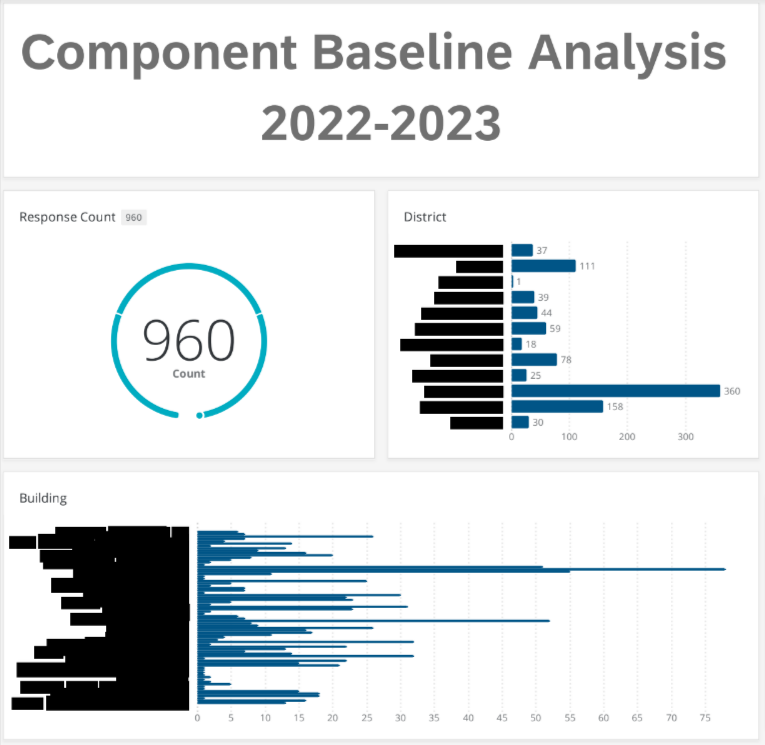 Component Baseline Analysis
2022-2023
Response Count 960
District
960
Count
37
111
1
39
44
59
18
78
25
360
158
30
0 100 200 300
Building
0 5 10 15 20 25 30 35 40 45 50 55 60 65 70 75